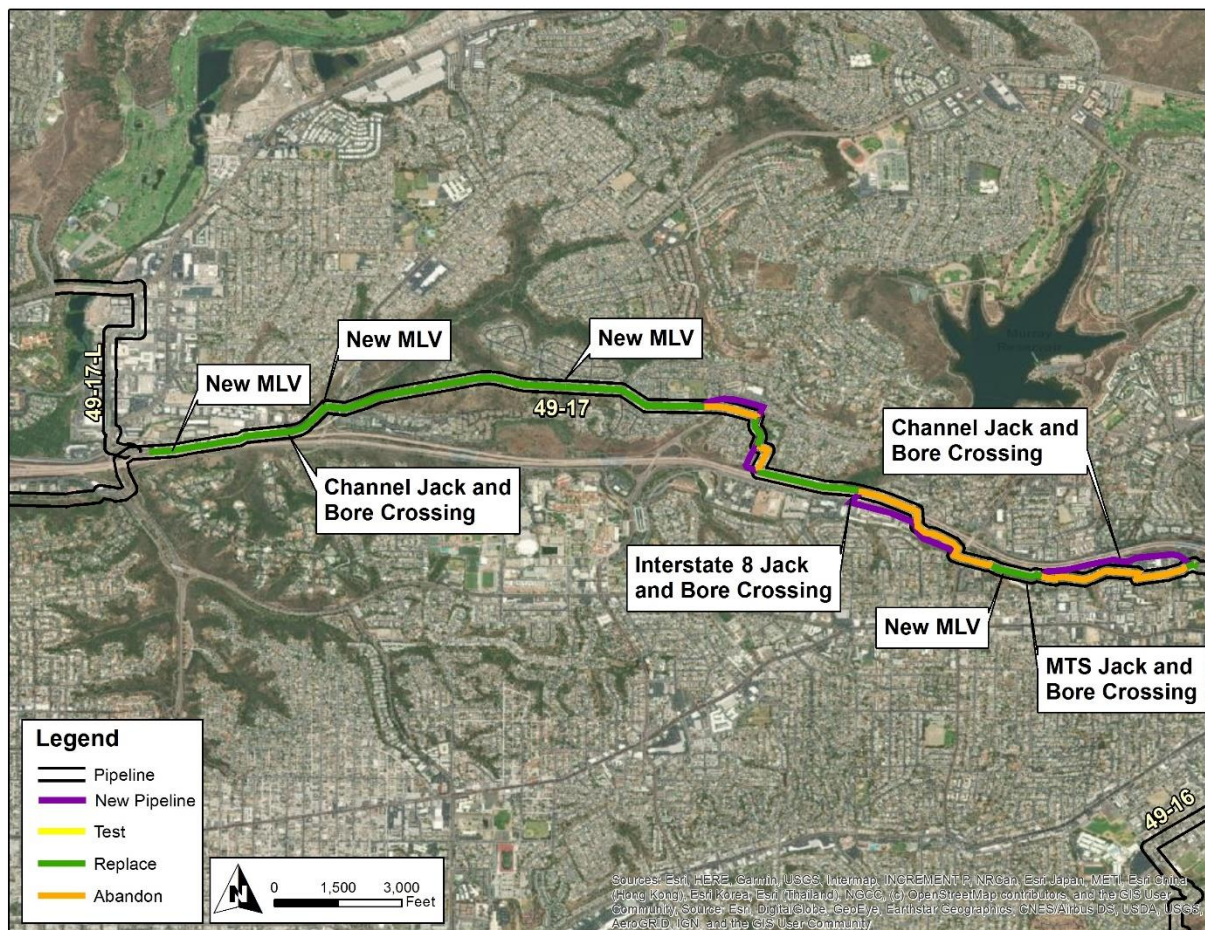 New MLV
New MLV
New MLV
49-17-L
49-17
Murray
Reservoir
Channel Jack and
Bore Crossing
Channel Jack and
Bore Crossing
Interstate 8 Jack
and Bore Crossing
New MLV
MTS Jack and
Bore Crossing
49-16
Legend
Pipeline
New Pipeline
Test
Replace
Abandon
N
0 1,500 3,000
Feet
Sources: Esri, HERE, Garmin, USGS, Intermap, INCREMENT P, NRCan, Esri Japan, METI, Esri China
(Hong Kong), Esri Korea, Esri (Thailand), NGCC, (c) OpenStreetMap contributors, and the GIS User
Community, Source: Esri, DigitalGlobe, GeoEye, Earthstar Geographics, CNES/Airbus DS, USDA, USGS,
AeroGRID, IGN, and the GIS User Community